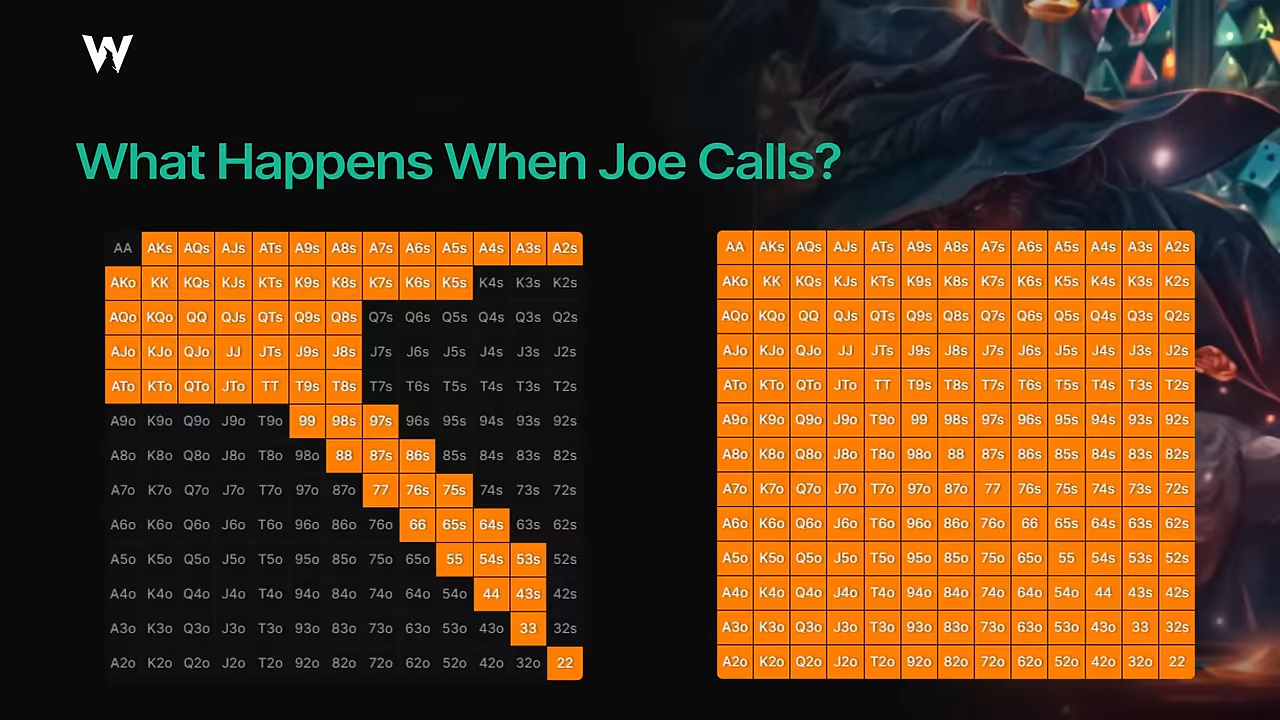 W
What Happens When Joe Calls?
AA AKs AQs AJs ATs A9s A8s A7s A6s A5s A4s A3s A2s
AKo KK KQs KJs KTs K9s K8s K7s K6s K5s K4s K3s K2s
AQo KQo QQ QJs QTs Q9s Q8s Q7s Q6s Q5s Q4s Q3s Q2s
AJo KJo QJo JJ JTs J9s J8s J7s J6s J5s J4s J3s J2s
ATo KTo QTo JTo TT T9s T8s T7s T6s T5s T4s T3s T2s
A9o K9o Q9o J9o T9o 99 98s 97s 96s 95s 94s 93s 92s
A8o K8o Q8o J8o T8o 98o 88 87s 86s 85s 84s 83s 82s
A7o K7o Q7o J7o T7o 97o 87o 77 76s 75s 74s 73s 72s
A6o K6o Q6o J6o T6o 96o 86o 76o 66 65s 64s 63s 62s
A5o K5o Q5o J5o T5o 95o 85o 75o 65o 55 54s 53s 52s
A4o K4o Q4o J4o T4o 94o 84o 74o 64o 54o 44 43s 42s
A3o K3o Q3o J3o T3o 93o 83o 73o 63o 53o 43o 33 32s
A2o K2o Q2o J2o T2o 92o 82o 72o 62o 52o 42o 32o 22
AA AKs AQs AJs ATs A9s A8s A7s A6s A5s A4s A3s A2s
AKo KK KQs KJs KTs K9s K8s K7s K6s K5s K4s K3s K2s
AQo KQo QQ QJs QTs Q9s Q8s Q7s Q6s Q5s Q4s Q3s Q2s
AJo KJo QJo JJ JTs J9s J8s J7s J6s J5s J4s J3s J2s
ATo KTo QTo JTo TT T9s T8s T7s T6s T5s T4s T3s T2s
A9o K9o Q9o J9o T9o 99 98s 97s 96s 95s 94s 93s 92s
A8o K8o Q8o J8o T8o 98o 88 87s 86s 85s 84s 83s 82s
A7o K7o Q7o J7o T7o 97o 87o 77 76s 75s 74s 73s 72s
A6o K6o Q6o J6o T6o 96o 86o 76o 66 65s 64s 63s 62s
A5o K5o Q5o J5o T5o 95o 85o 75o 65o 55 54s 53s 52s
A4o K4o Q4o J4o T4o 94o 84o 74o 64o 54o 44 43s 42s
A3o K3o Q3o J3o T3o 93o 83o 73o 63o 53o 43o 33 32s
A2o K2o Q2o J2o T2o 92o 82o 72o 62o 52o 42o 32o 22